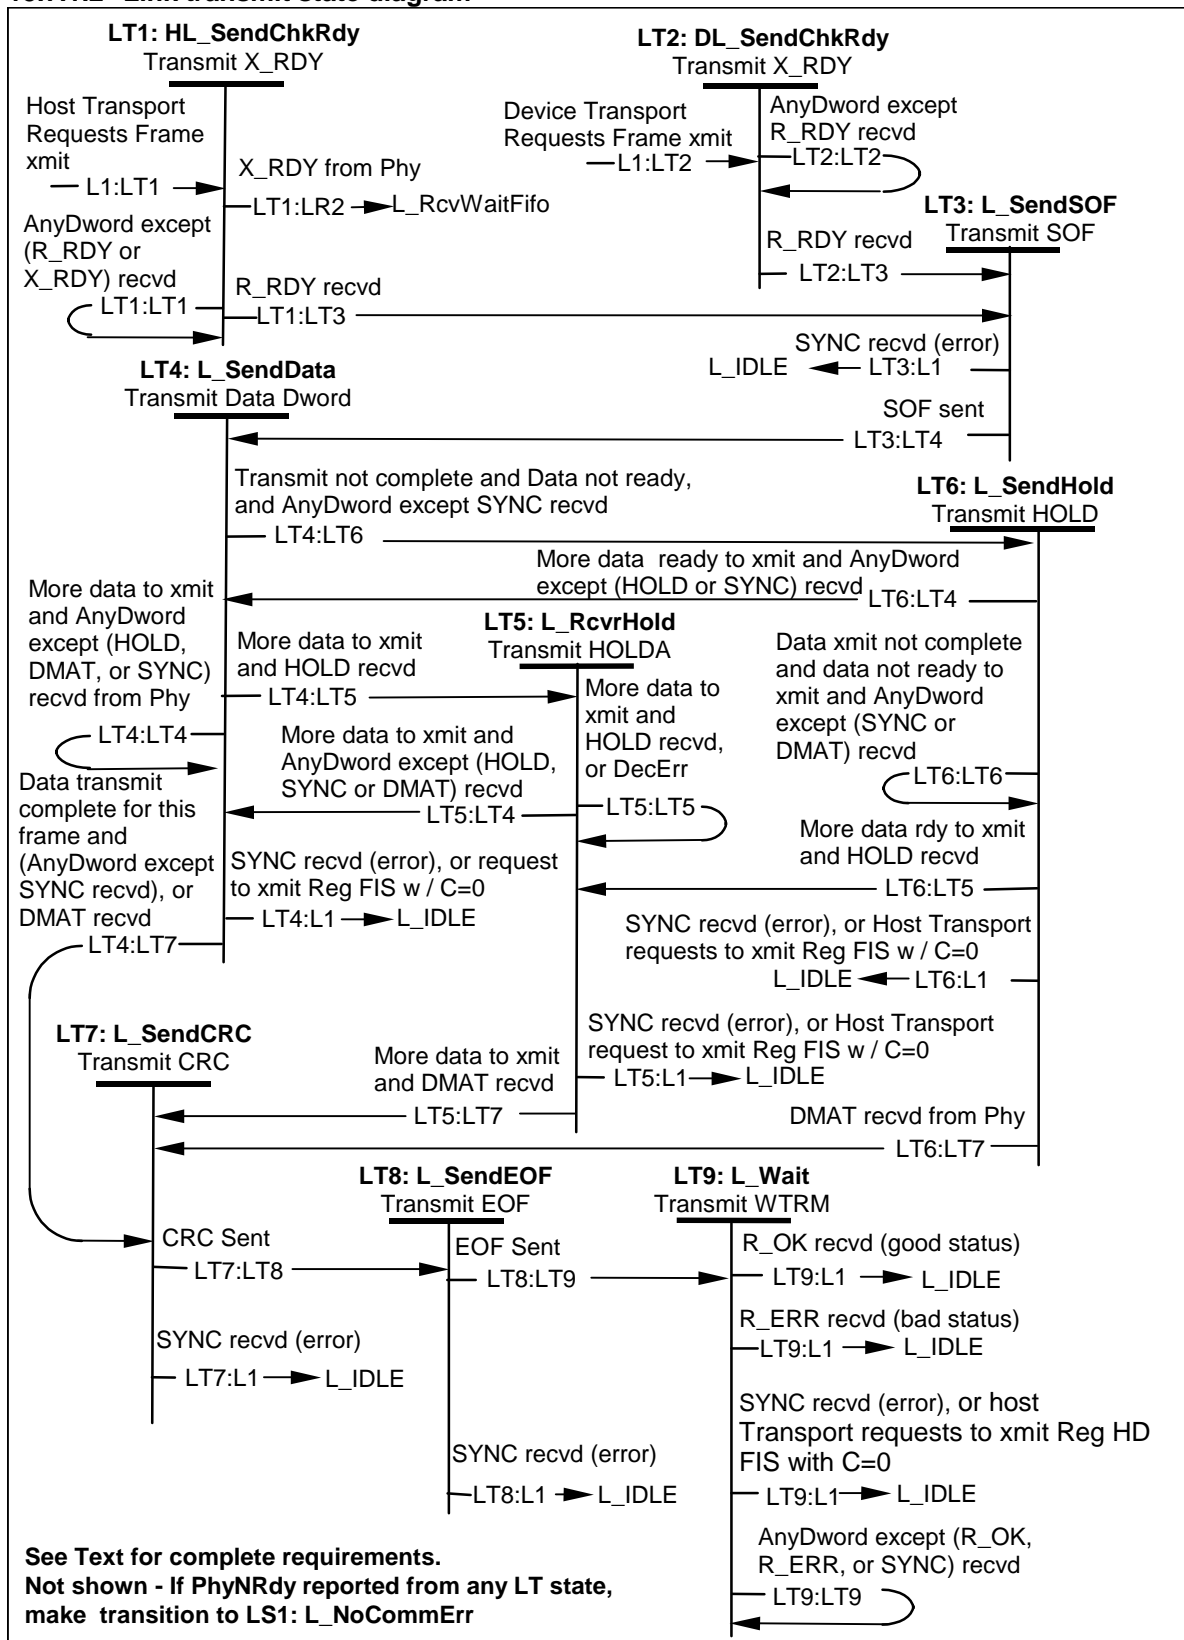 LT1: HL_SendChkRdy
Transmit X_RDY
LT2: DL_SendChkRdy
Transmit X_RDY
Host Transport
Requests Frame
xmit
L1:LT1
X_RDY from Phy
LT1:LR2
L_RcvWaitFifo
AnyDword except
(R_RDY or
X_RDY) recvd
LT1:LT1
R_RDY recvd
LT1:LT3
Device Transport
Requests Frame xmit
L1:LT2
AnyDword except
R_RDY recvd
LT2:LT2
R_RDY recvd
LT2:LT3
LT3: L_SendSOF
Transmit SOF
SYNC recvd (error)
L_IDLE
LT3:L1
SOF sent
LT3:LT4
LT4: L_SendData
Transmit Data Dword
Transmit not complete and Data not ready,
and AnyDword except SYNC recvd
LT4:LT6
LT6: L_SendHold
Transmit HOLD
More data ready to xmit and AnyDword
except (HOLD or SYNC) recvd
LT6:LT4
More data to xmit
and AnyDword
except (HOLD,
DMAT, or SYNC)
recvd from Phy
LT4:LT4
More data to xmit
and HOLD recvd
LT4:LT5
LT5: L_RcvrHold
Transmit HOLDA
More data to
xmit and
HOLD recvd,
or DecErr
LT5:LT5
More data to xmit and
AnyDword except (HOLD,
SYNC or DMAT) recvd
LT5:LT4
Data xmit not complete
and data not ready to
xmit and AnyDword
except (SYNC or
DMAT) recvd
LT6:LT6
More data rdy to xmit
and HOLD recvd
LT6:LT5
Data transmit
complete for this
frame and
(AnyDword except
SYNC recvd), or
DMAT recvd
LT4:LT7
SYNC recvd (error), or request
to xmit Reg FIS w / C=0
LT4:L1
L_IDLE
SYNC recvd (error), or Host Transport
requests to xmit Reg FIS w / C=0
L_IDLE
LT6:L1
SYNC recvd (error), or Host Transport
request to xmit Reg FIS w / C=0
LT5:L1
L_IDLE
LT7: L_SendCRC
Transmit CRC
More data to xmit
and DMAT recvd
LT5:LT7
DMAT recvd from Phy
LT6:LT7
LT8: L_SendEOF
Transmit EOF
LT9: L_Wait
Transmit WTRM
CRC Sent
LT7:LT8
EOF Sent
LT8:LT9
R_OK recvd (good status)
LT9:L1
L_IDLE
R_ERR recvd (bad status)
LT9:L1
L_IDLE
SYNC recvd (error)
LT7:L1
L_IDLE
SYNC recvd (error), or host
Transport requests to xmit Reg HD
FIS with C=0
LT9:L1
L_IDLE
SYNC recvd (error)
LT8:L1
L_IDLE
AnyDword except (R_OK,
R_ERR, or SYNC) recvd
LT9:LT9
See Text for complete requirements.
Not shown - If PhyNRdy reported from any LT state,
make transition to LS1: L_NoCommErr